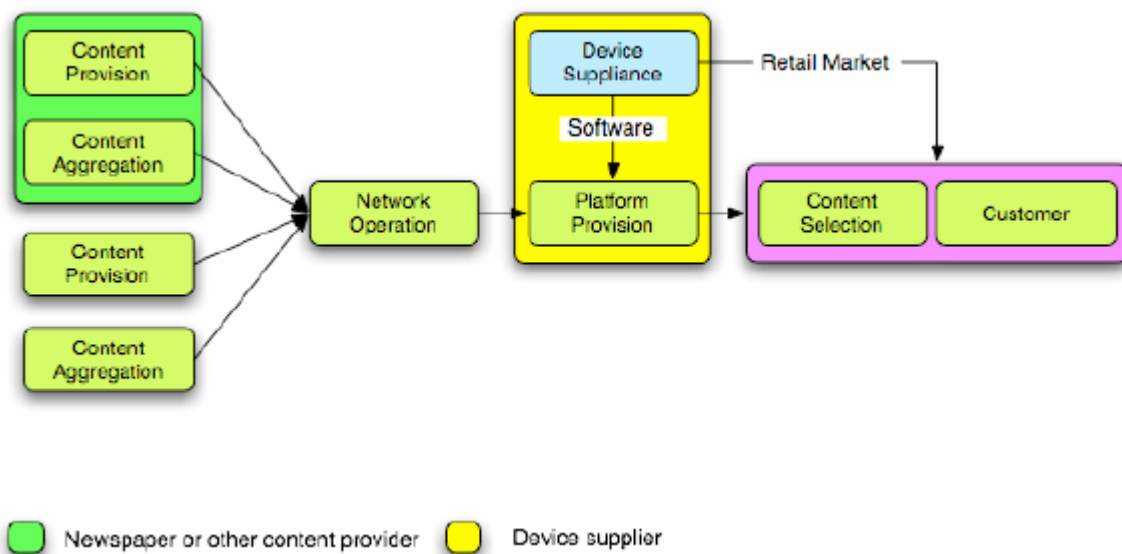 Content
Provision
Content
Aggregation
Content
Provision
Content
Aggregation
Network
Operation
Device
Suppliance
Software
Platform
Provision
Retail Market
Content
Selection
Customer
Newspaper or other content provider
Device supplier